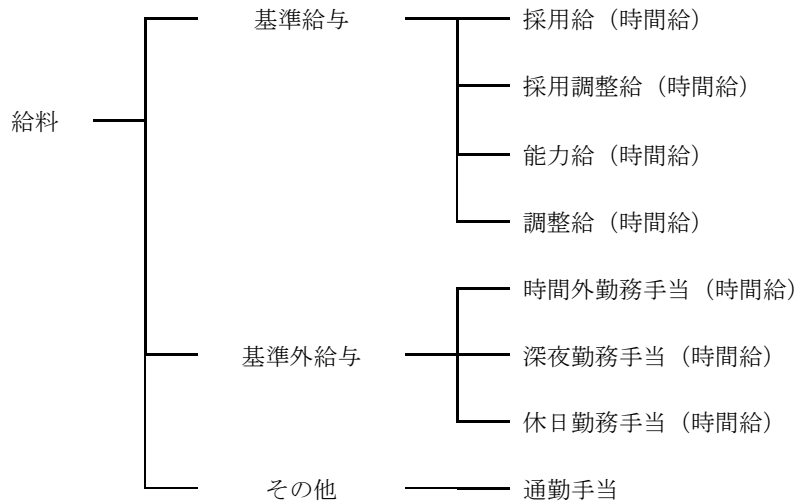 基準給与
採用給（時間給）
採用調整給（時間給）
給料
能力給（時間給）
調整給（時間給）
時間外勤務手当（時間給）
基準外給与
深夜勤務手当（時間給）
休日勤務手当（時間給）
その他
通勤手当